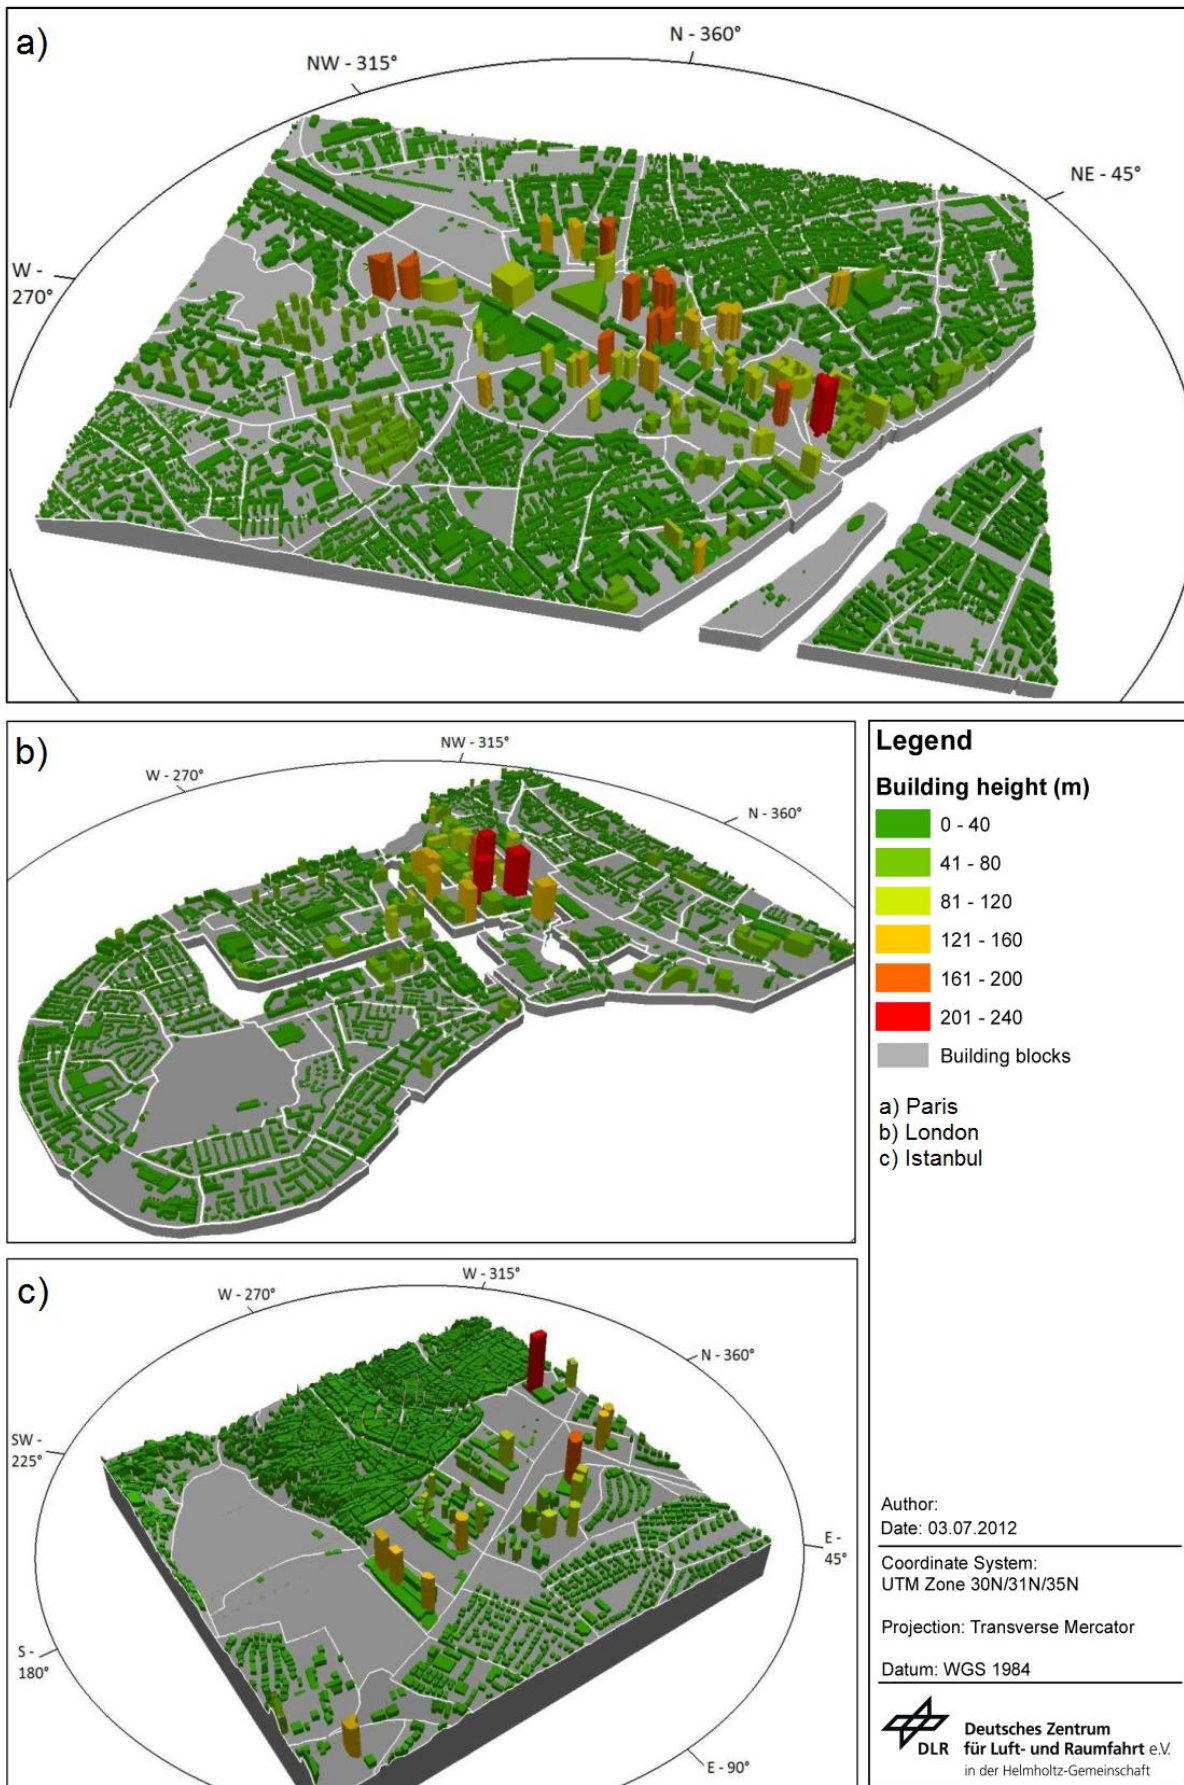 a)
N - 360°
NW - 315°
NE - 45°
W -
270°
b)
NW - 315°
W - 270°
N - 360°
c)
W - 315°
W - 270°
N - 360°
SW -
225°
E -
45°
S -
180°
E - 90°
Legend
Building height (m)
0 - 40
41 - 80
81 - 120
121 - 160
161 - 200
201 - 240
Building blocks
a) Paris
b) London
c) Istanbul
Author:
Date: 03.07.2012
Coordinate System:
UTM Zone 30N/31N/35N
Projection: Transverse Mercator
Datum: WGS 1984
DLR
Deutsches Zentrum
für Luft- und Raumfahrt e.V.
in der Helmholtz-Gemeinschaft